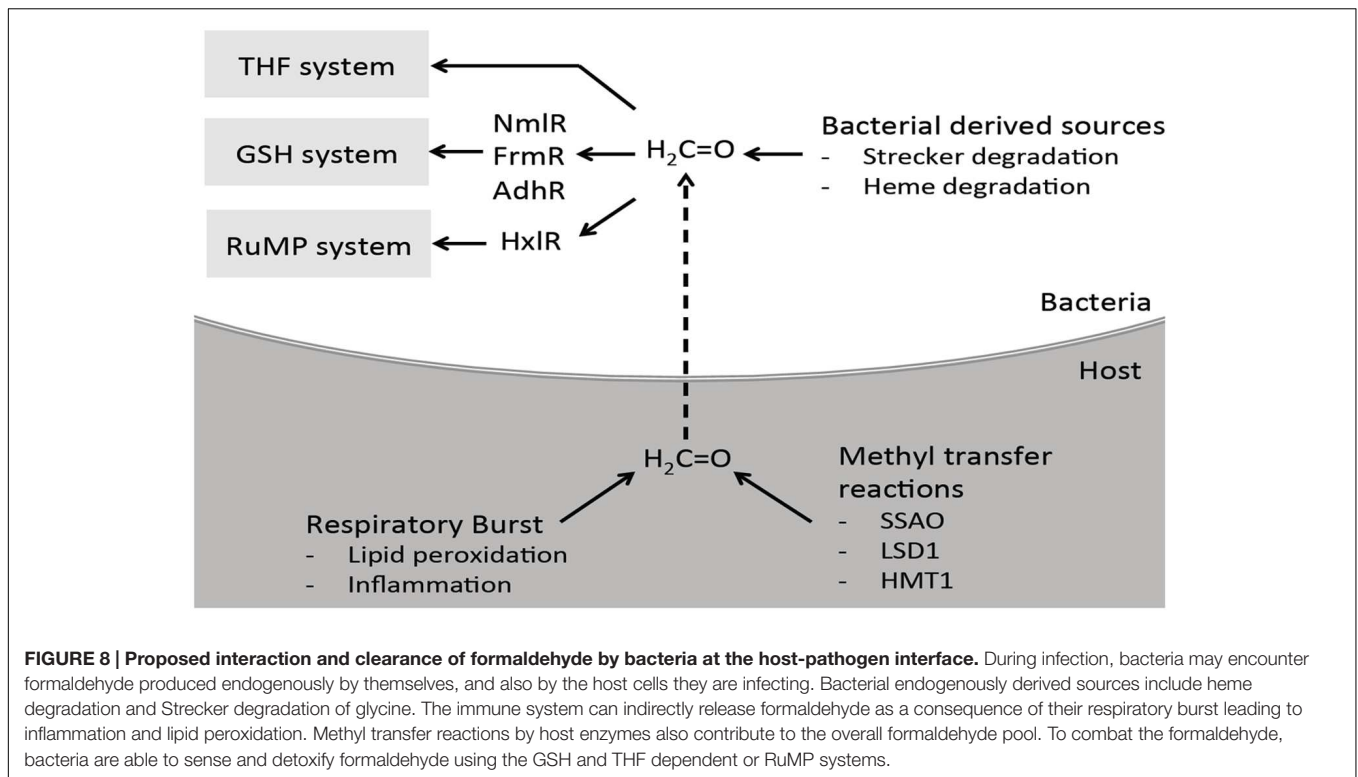 THF system
GSH system
RuMP system
NmlR
FrmR
AdhR
HxlR
H₂C=O
Bacterial derived sources
- Strecker degradation
- Heme degradation
Bacteria
Host
H₂C=O
Respiratory Burst
- Lipid peroxidation
- Inflammation
Methyl transfer
reactions
- SSAO
- LSD1
- HMT1
FIGURE 8 | Proposed interaction and clearance of formaldehyde by bacteria at the host-pathogen interface. During infection, bacteria may encounter
formaldehyde produced endogenously by themselves, and also by the host cells they are infecting. Bacterial endogenously derived sources include heme
degradation and Strecker degradation of glycine. The immune system can indirectly release formaldehyde as a consequence of their respiratory burst leading to
inflammation and lipid peroxidation. Methyl transfer reactions by host enzymes also contribute to the overall formaldehyde pool. To combat the formaldehyde,
bacteria are able to sense and detoxify formaldehyde using the GSH and THF dependent or RuMP systems.